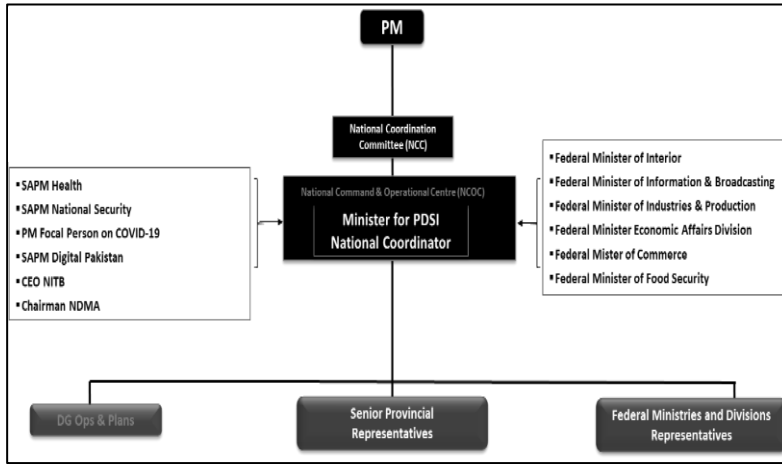 PM
National Coordination
Committee (NCC)
▪SAPM Health
▪SAPM National Security
▪PM Focal Person on COVID-19
▪SAPM Digital Pakistan
▪CEO NITB
▪Chairman NDMA
National Command & Operational Centre (NCOC)
Minister for PDSI
National Coordinator
▪Federal Minister of Interior
▪Federal Minister of Information & Broadcasting
▪Federal Minister of Industries & Production
▪Federal Minister Economic Affairs Division
▪Federal Mister of Commerce
▪Federal Minister of Food Security
DG Ops & Plans
Senior Provincial
Representatives
Federal Ministries and Divisions
Representatives